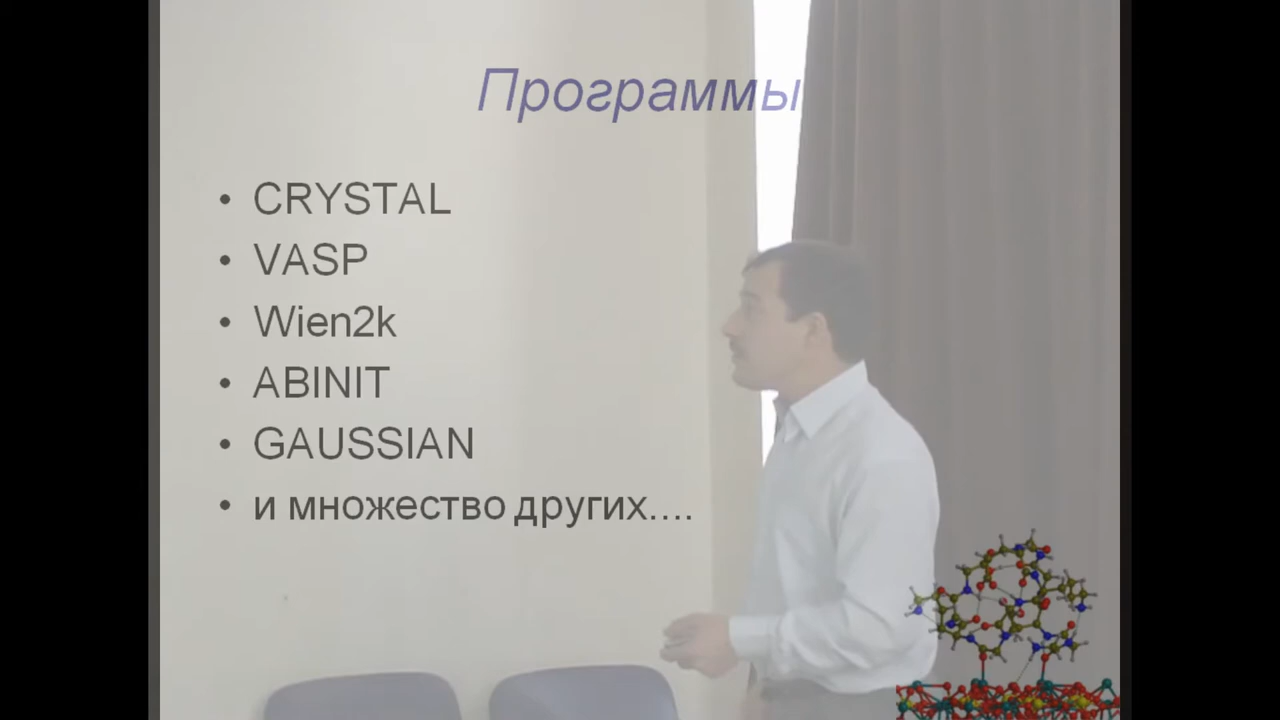 Программы
• CRYSTAL
• VASP
• Wien2k
• ABINIT
• GAUSSIAN
• и множество других....